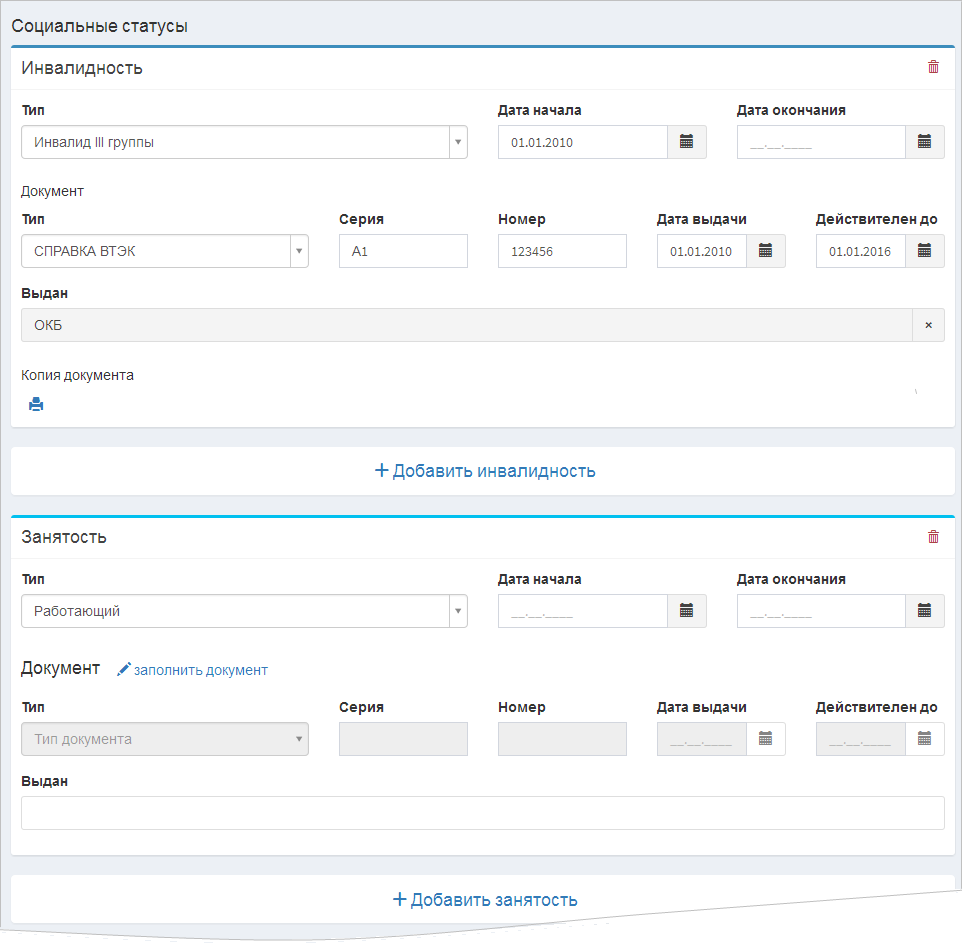 Социальные статусы
Инвалидность
Тип Дата начала Дата окончания
Инвалид III группы 01.01.2010 __.__.____
Документ
Тип Серия Номер Дата выдачи Действителен до
СПРАВКА ВТЭК А1 123456 01.01.2010 01.01.2016
Выдан
ОКБ ×
Копия документа
+ Добавить инвалидность
Занятость
Тип Дата начала Дата окончания
Работающий __.__.____ __.__.____
Документ заполнить документ
Тип Серия Номер Дата выдачи Действителен до
Тип документа __.__.____ __.__.____
Выдан
+ Добавить занятость